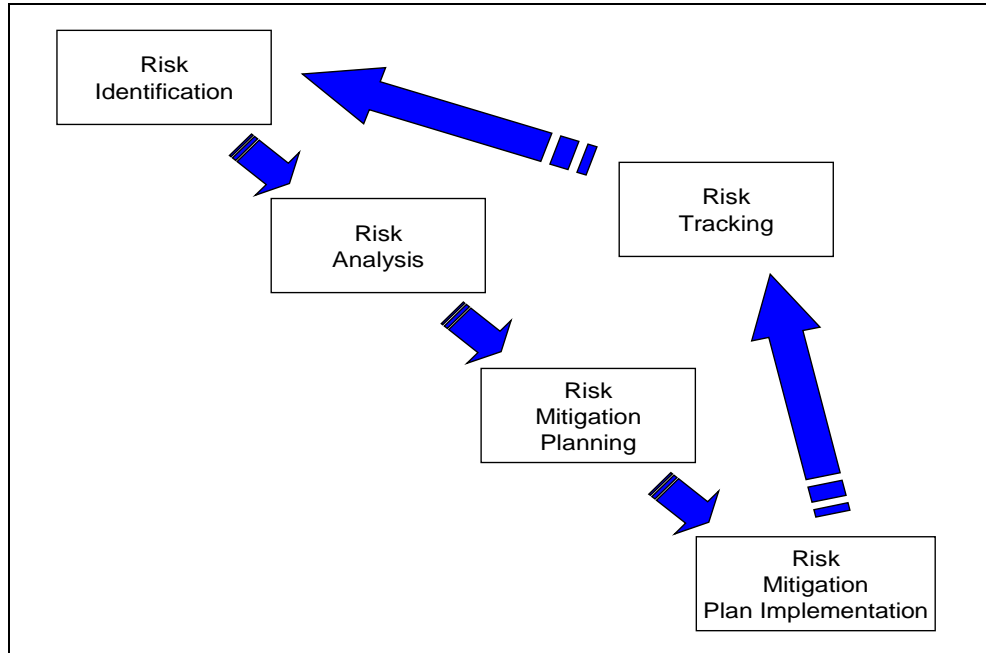 Risk
Identification
Risk
Tracking
Risk
Analysis
Risk
Mitigation
Planning
Risk
Mitigation
Plan Implementation